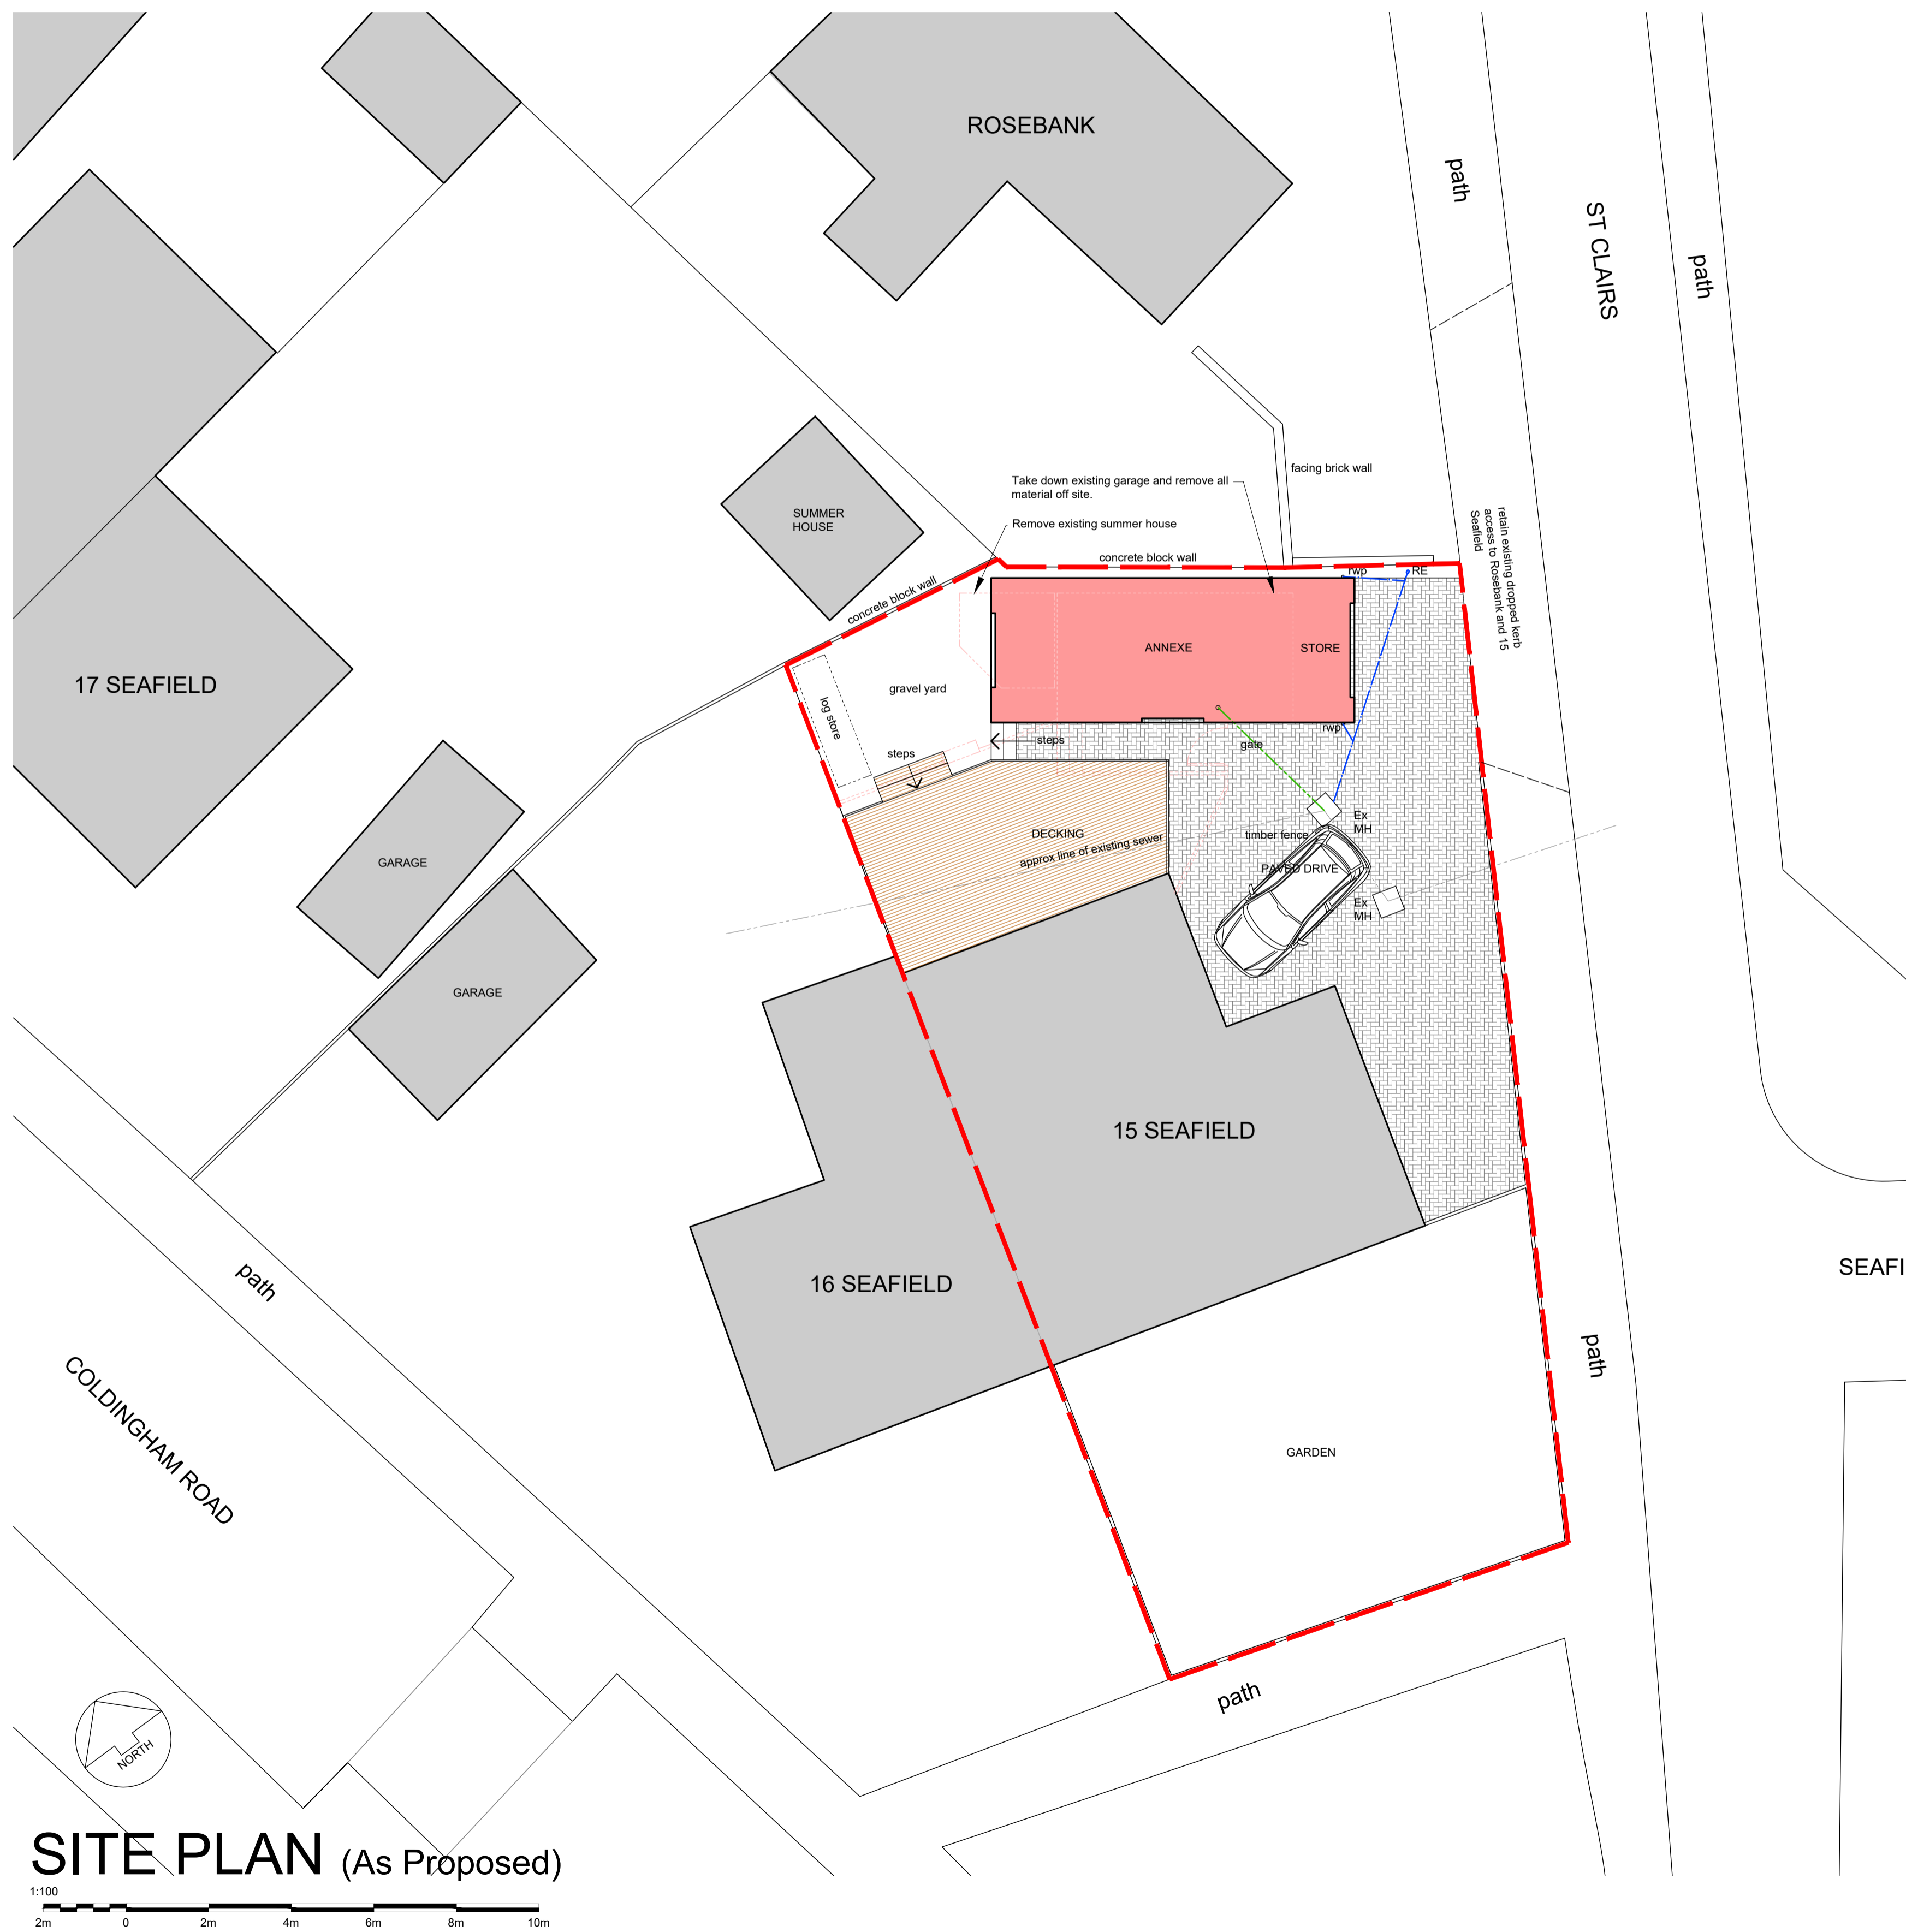 ROSEBANK
path
ST CLAIRS
path
facing brick wall
Take down existing garage and remove all
material off site.
Remove existing summer house
SUMMER
HOUSE
concrete block wall
concrete block wall
rwp
RE
retain existing dropped kerb
access to Rosebank and 15
Seafield
ANNEXE
STORE
17 SEAFIELD
gravel yard
log store
steps
steps
rwp
gate
DECKING
approx line of existing sewer
timber fence
Ex
MH
PAVED DRIVE
Ex
MH
GARAGE
GARAGE
15 SEAFIELD
16 SEAFIELD
SEAFI
path
path
COLDINGHAM ROAD
GARDEN
path
NORTH
SITE PLAN (As Proposed)
1:100
2m 0 2m 4m 6m 8m 10m